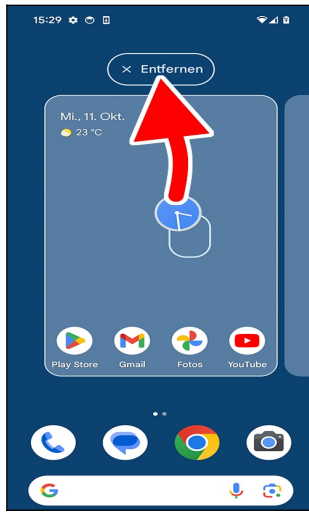 15:29
× Entfernen
Mi., 11. Okt.
23 °C
Play Store Gmail Fotos YouTube
G